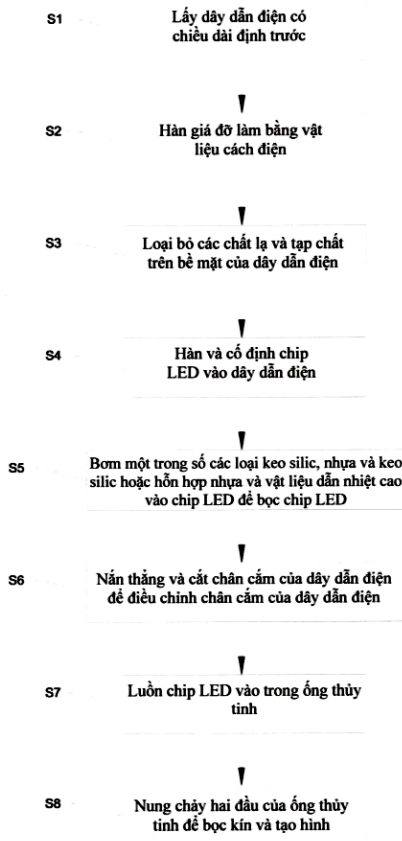 S1 Lấy dây dẫn điện có
chiều dài định trước
S2 Hàn giá đỡ làm bằng vật
liệu cách điện
S3 Loại bỏ các chất lạ và tạp chất
trên bề mặt của dây dẫn điện
S4 Hàn và cố định chip
LED vào dây dẫn điện
S5 Bơm một trong số các loại keo silic, nhựa và keo
silic hoặc hỗn hợp nhựa và vật liệu dẫn nhiệt cao
vào chip LED để bọc chip LED
S6 Nắn thẳng và cắt chân cắm của dây dẫn điện
để điều chỉnh chân cắm của dây dẫn điện
S7 Luồn chip LED vào trong ống thủy
tinh
S8 Nung chảy hai đầu của ống thủy
tinh để bọc kín và tạo hình